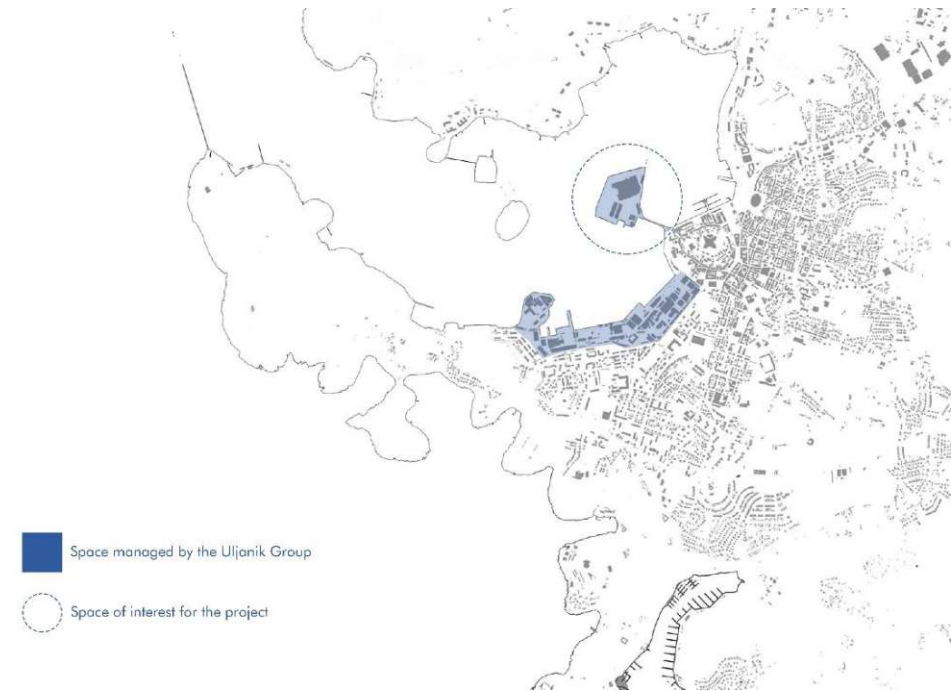 Space managed by the Uljanik Group
Space of interest for the project